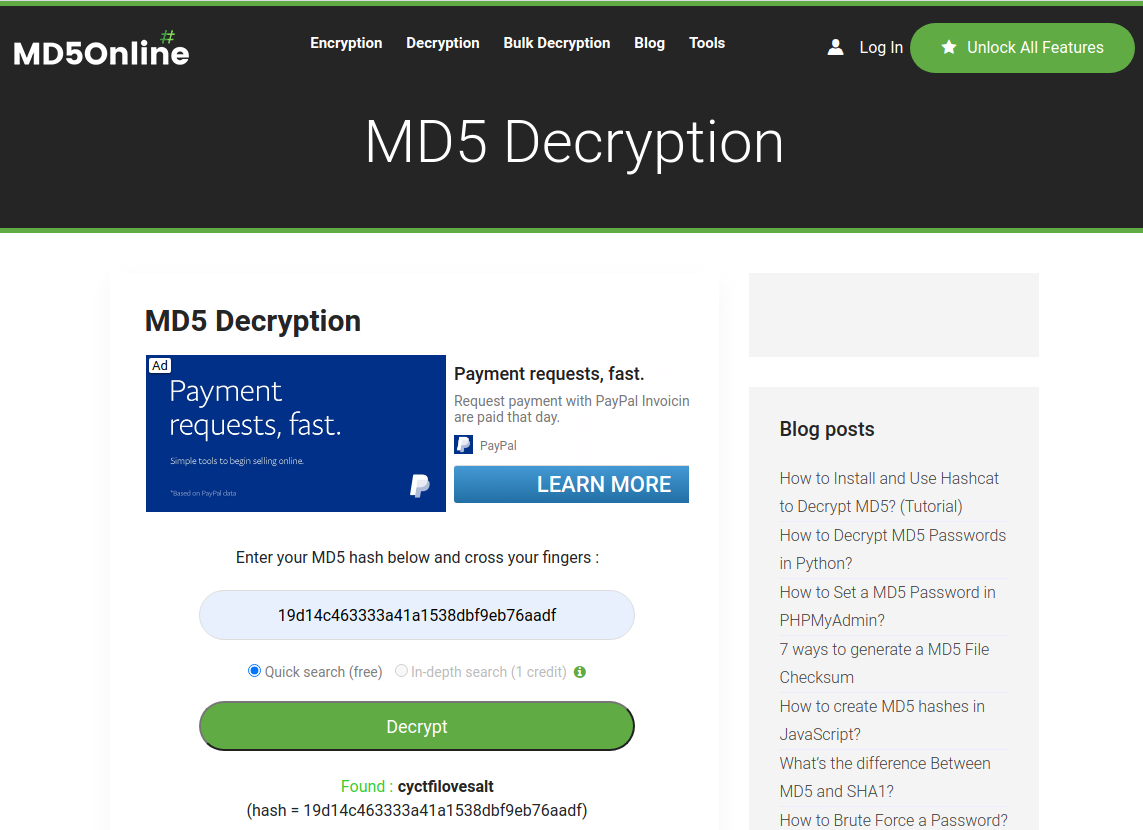 MD5Online#
Encryption Decryption Bulk Decryption Blog Tools
Log In
Unlock All Features
MD5 Decryption
MD5 Decryption
Ad
Payment
requests, fast.
Simple tools to begin selling online.
*Based on PayPal data
Payment requests, fast.
Request payment with PayPal Invoicin
are paid that day.
PayPal
LEARN MORE
Enter your MD5 hash below and cross your fingers :
19d14c463333a41a1538dbf9eb76aadf
Quick search (free) In-depth search (1 credit)
Decrypt
Found : cyctfilovesalt
(hash = 19d14c463333a41a1538dbf9eb76aadf)
Blog posts
How to Install and Use Hashcat
to Decrypt MD5? (Tutorial)
How to Decrypt MD5 Passwords
in Python?
How to Set a MD5 Password in
PHPMyAdmin?
7 ways to generate a MD5 File
Checksum
How to create MD5 hashes in
JavaScript?
What's the difference Between
MD5 and SHA1?
How to Brute Force a Password?